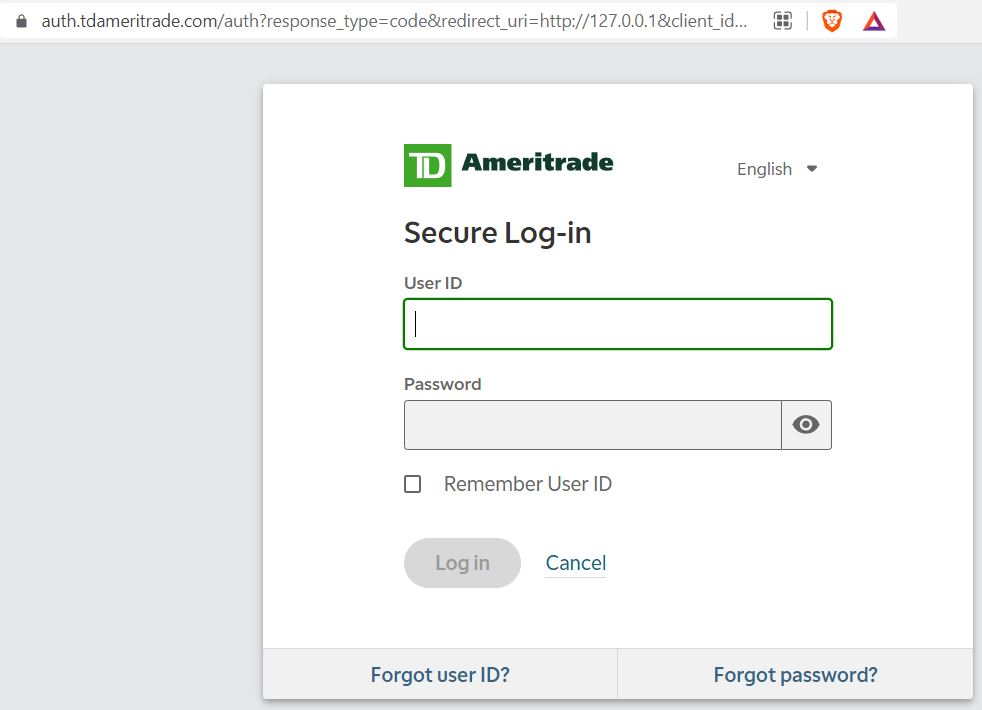 auth.tdameritrade.com/auth?response_type=code&redirect_uri=http://127.0.0.1&client_id...
TD Ameritrade
English
Secure Log-in
User ID
Password
Remember User ID
Log in Cancel
Forgot user ID? Forgot password?